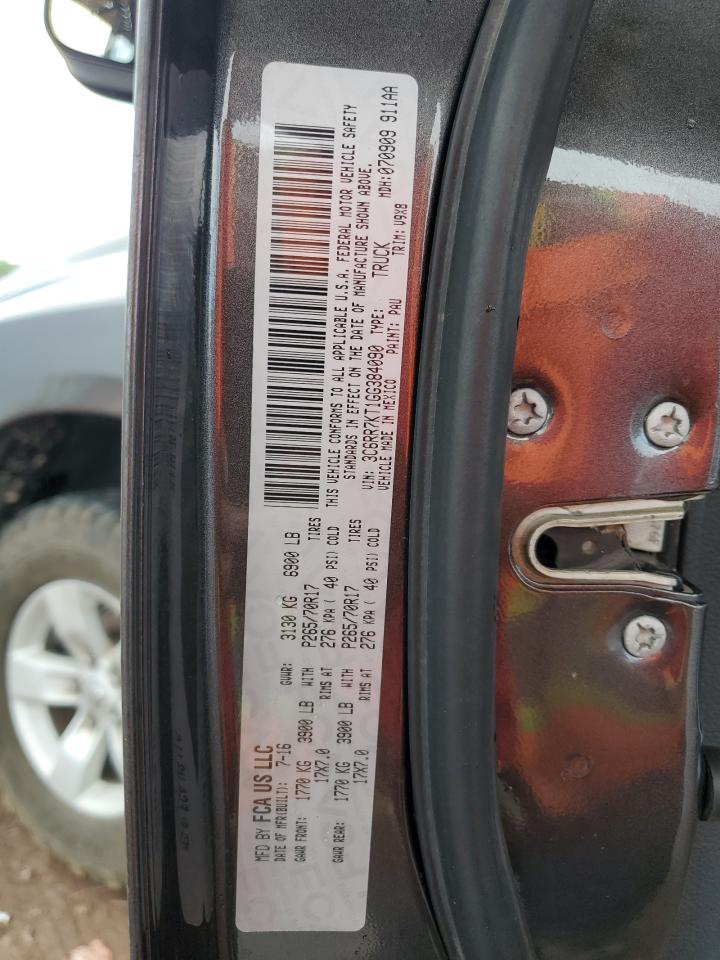 MFD BY FCA US LLC
DATE OF MFR(BUILT): 7-16 GVWR: 3130 KG 6900 LB
GAWR FRONT: 1770 KG 3900 LB WITH P265/70R17 TIRES
17X7.0 RIMS AT 276 KPA ( 40 PSI) COLD
GAWR REAR: 1770 KG 3900 LB WITH P265/70R17 TIRES
17X7.0 RIMS AT 276 KPA ( 40 PSI) COLD
THIS VEHICLE CONFORMS TO ALL APPLICABLE U.S.A. FEDERAL MOTOR VEHICLE SAFETY
STANDARDS IN EFFECT ON THE DATE OF MANUFACTURE SHOWN ABOVE.
VIN: 3C6RR7KT1GG384090 TYPE: TRUCK MDH:070909 911AA
VEHICLE MADE IN MEXICO PAINT: PAU TRIM: V9X8